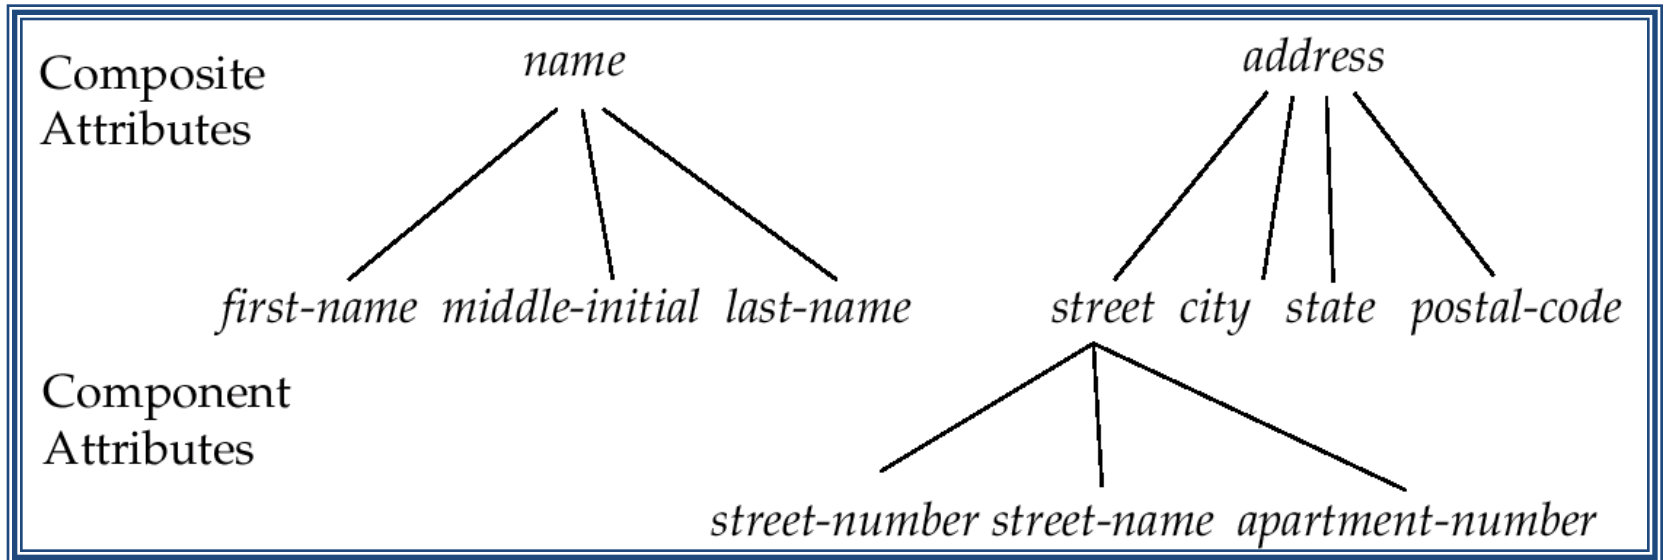 Composite
Attributes
name
address
first-name middle-initial last-name
street city state postal-code
Component
Attributes
street-number street-name apartment-number